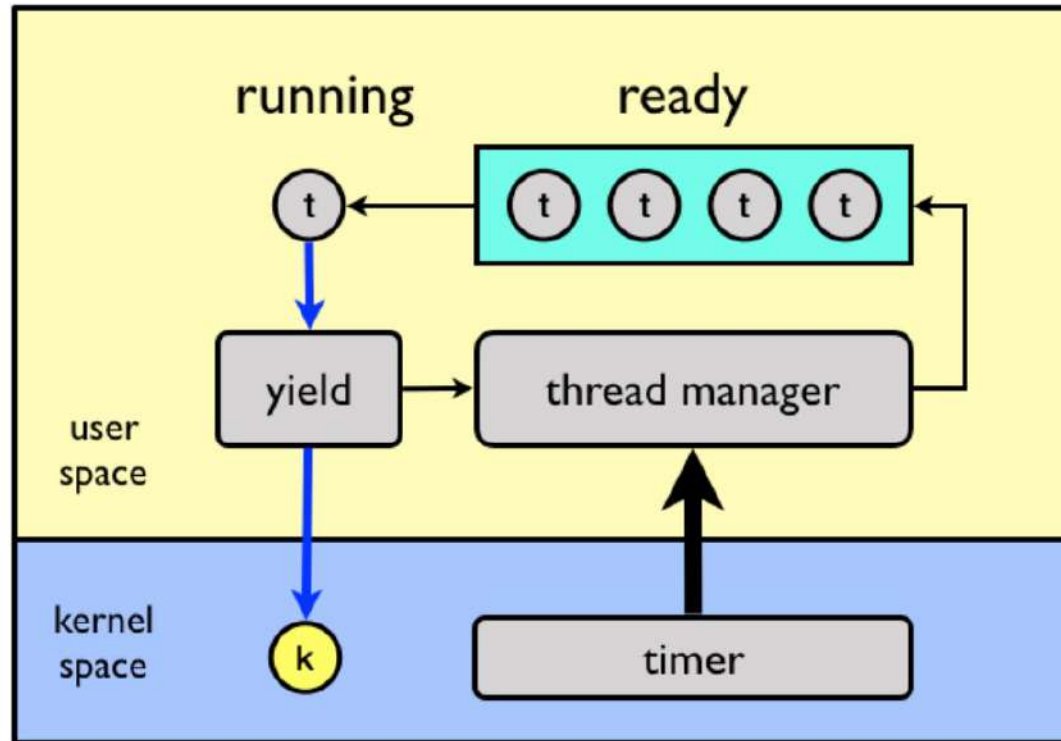 running
ready
t
t
t
t
t
yield
thread manager
user
space
kernel
space
k
timer